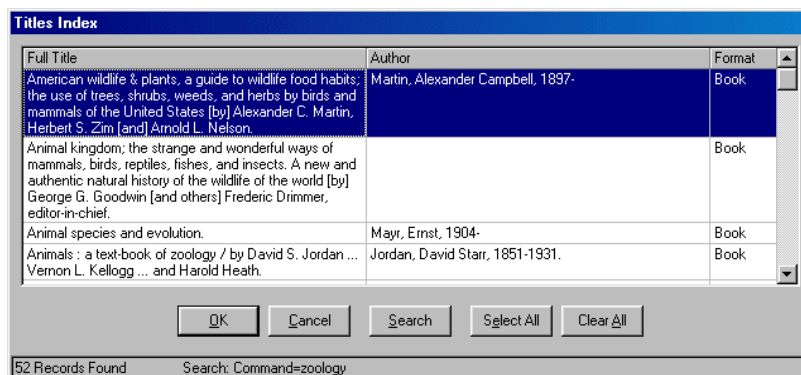 Titles Index
Full Title Author Format
American wildlife & plants, a guide to wildlife food habits; Martin, Alexander Campbell, 1897- Book
the use of trees, shrubs, weeds, and herbs by birds and
mammals of the United States [by] Alexander C. Martin,
Herbert S. Zim [and] Arnold L. Nelson.
Animal kingdom; the strange and wonderful ways of Book
mammals, birds, reptiles, fishes, and insects. A new and
authentic natural history of the wildlife of the world [by]
George G. Goodwin [and others] Frederic Drimmer,
editor-in-chief.
Animal species and evolution. Mayr, Ernst, 1904- Book
Animals : a text-book of zoology / by David S. Jordan ... Jordan, David Starr, 1851-1931. Book
Vernon L. Kellogg ... and Harold Heath.
OK Cancel Search Select All Clear All
52 Records Found Search: Command=zoology